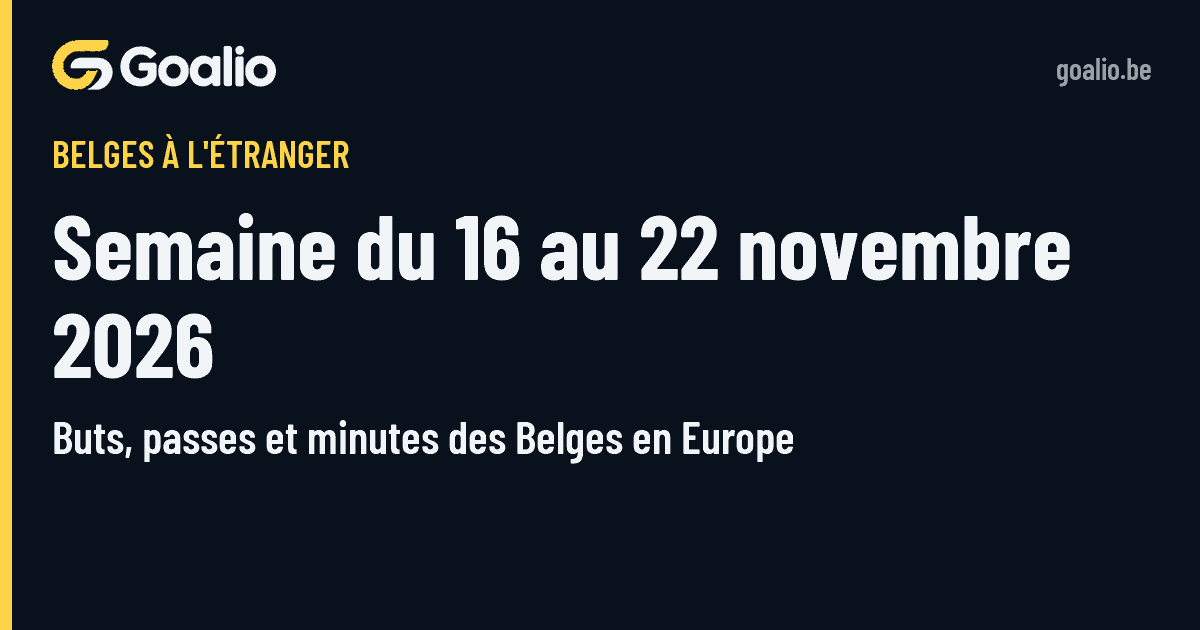 Goalio
goalio.be
BELGES À L'ÉTRANGER
Semaine du 16 au 22 novembre
2026
Buts, passes et minutes des Belges en Europe